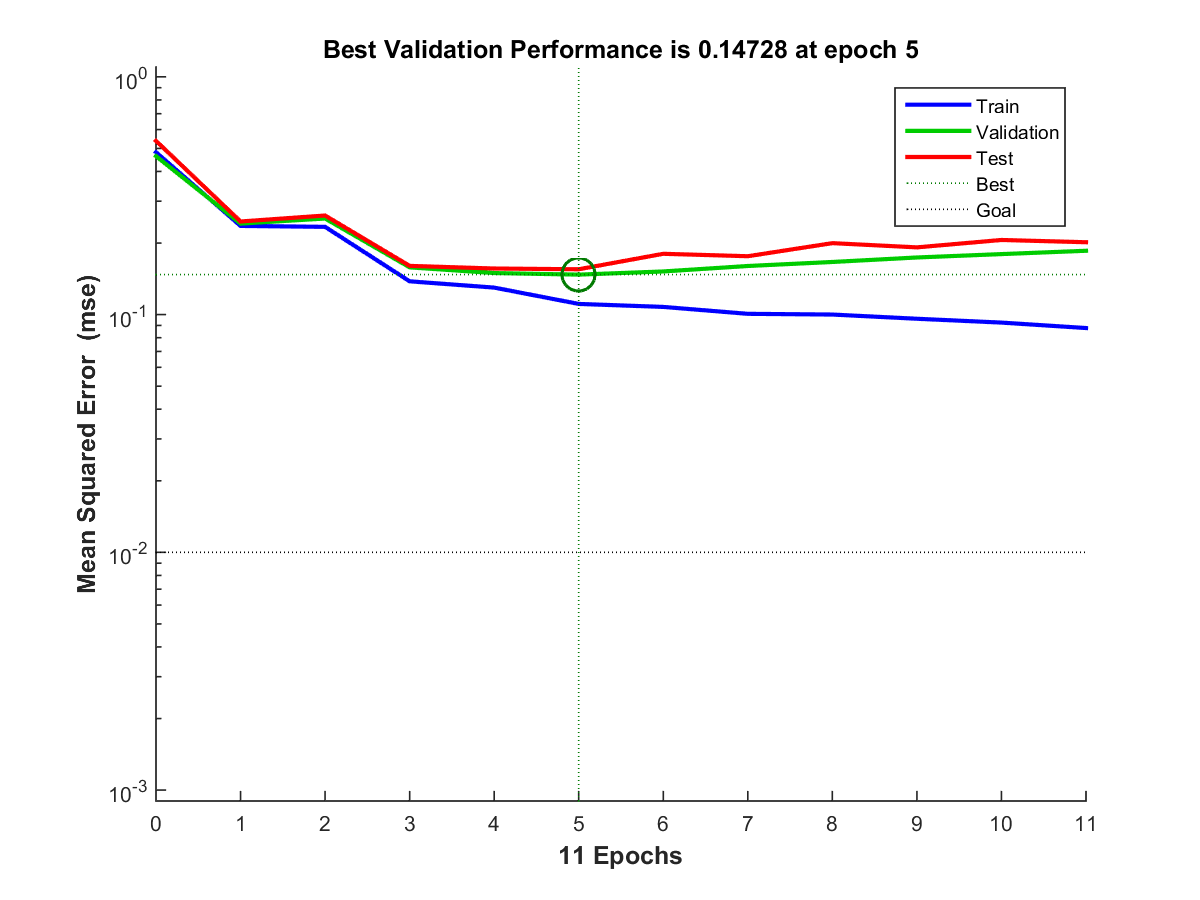 Best Validation Performance is 0.14728 at epoch 5
10^0
10^-1
10^-2
10^-3
Mean Squared Error (mse)
Train
Validation
Test
Best
Goal
0 1 2 3 4 5 6 7 8 9 10 11
11 Epochs